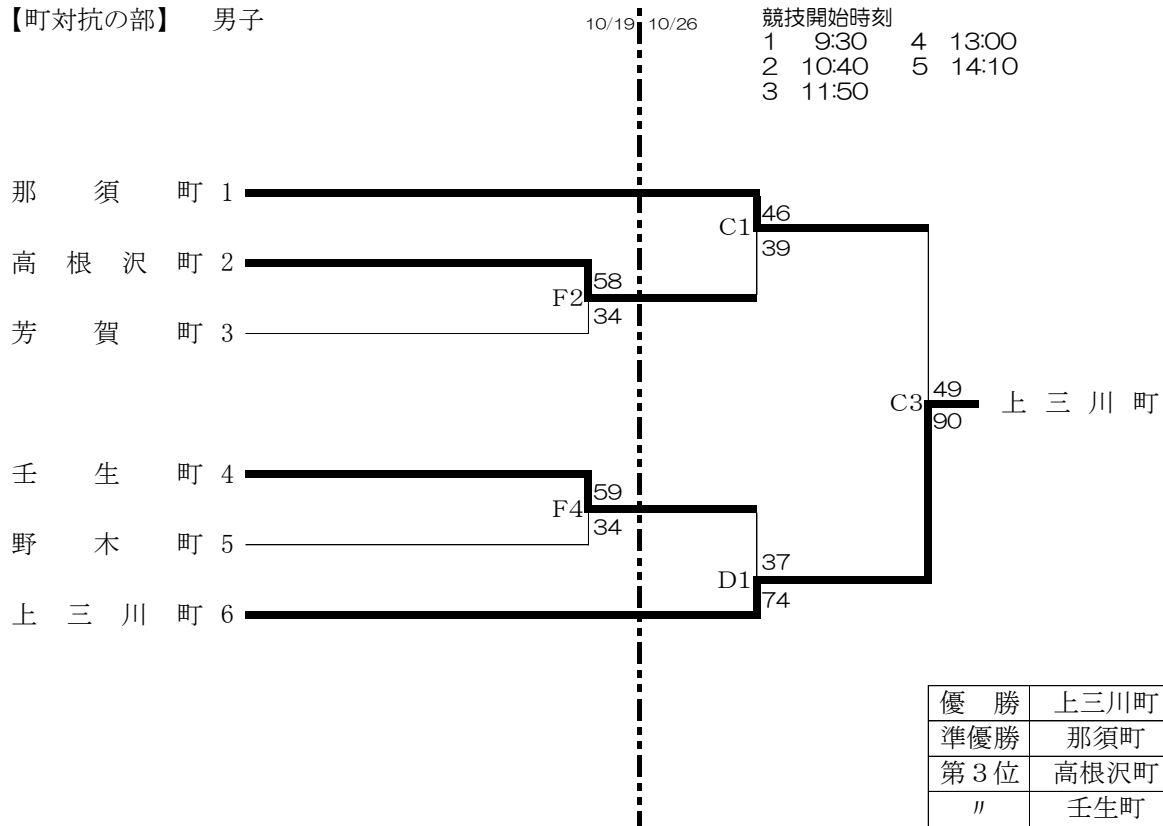 【町対抗の部】　男子
10/19 10/26
競技開始時刻
1　9:30　4　13:00
2　10:40　5　14:10
3　11:50
那須町 1
46
C1
39
高根沢町 2
58
F2
34
芳賀町 3
49
C3 上三川町
90
壬生町 4
59
F4
34
野木町 5
37
D1
74
上三川町 6
優　勝　上三川町
準優勝　那須町
第３位　高根沢町
〃　壬生町